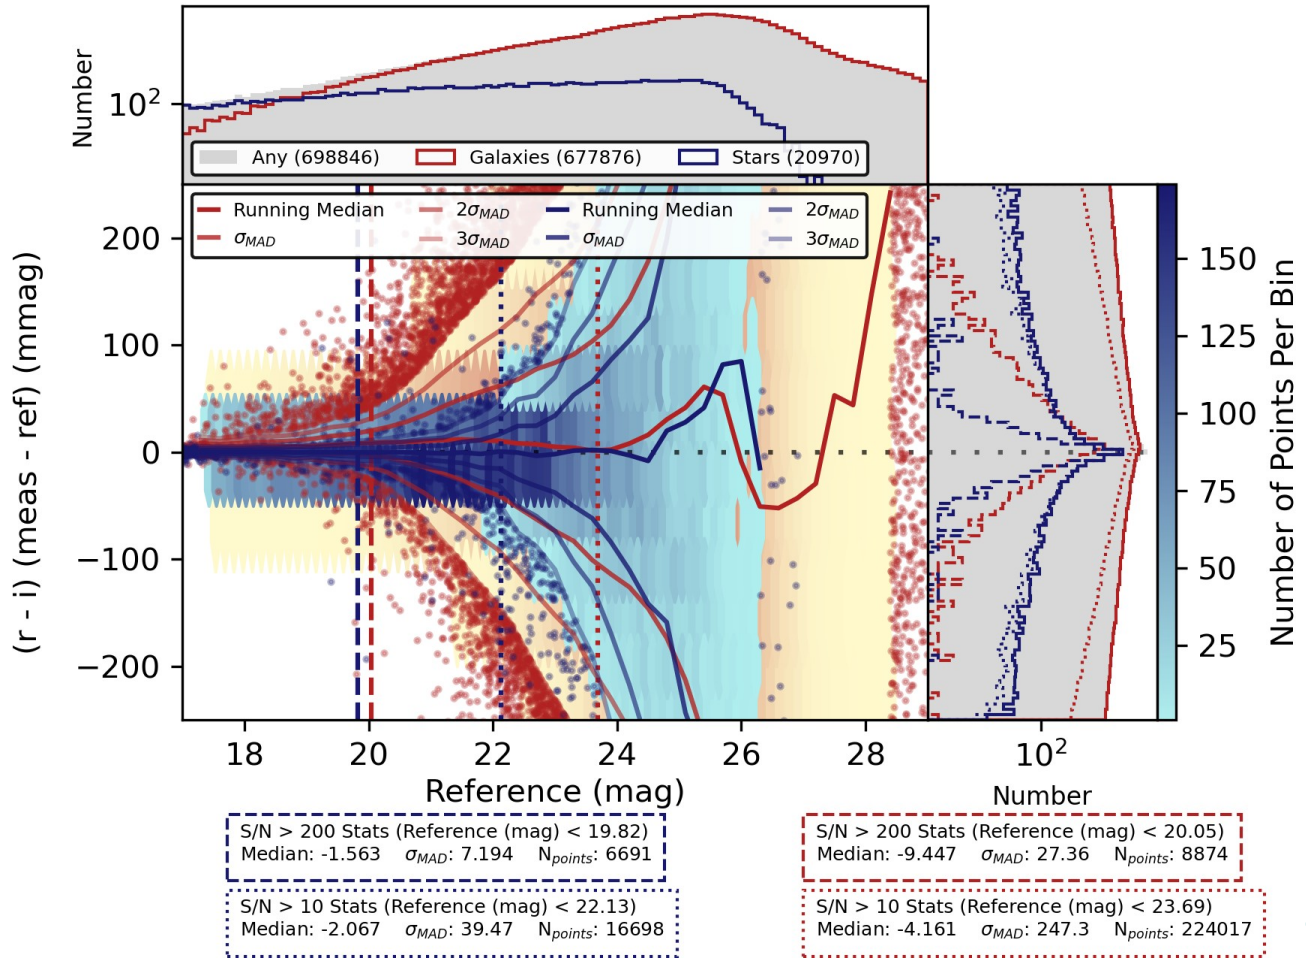 Number
10²
Any (698846) Galaxies (677876) Stars (20970)
Running Median 2σMAD Running Median 2σMAD
σMAD 3σMAD σMAD 3σMAD
(r - i) (meas - ref) (mmag)
200
100
0
−100
−200
18 20 22 24 26 28
Reference (mag)
10²
Number
150
125
100
75
50
25
Number of Points Per Bin
S/N > 200 Stats (Reference (mag) < 19.82)
Median: -1.563 σMAD: 7.194 Npoints: 6691
S/N > 10 Stats (Reference (mag) < 22.13)
Median: -2.067 σMAD: 39.47 Npoints: 16698
S/N > 200 Stats (Reference (mag) < 20.05)
Median: -9.447 σMAD: 27.36 Npoints: 8874
S/N > 10 Stats (Reference (mag) < 23.69)
Median: -4.161 σMAD: 247.3 Npoints: 224017